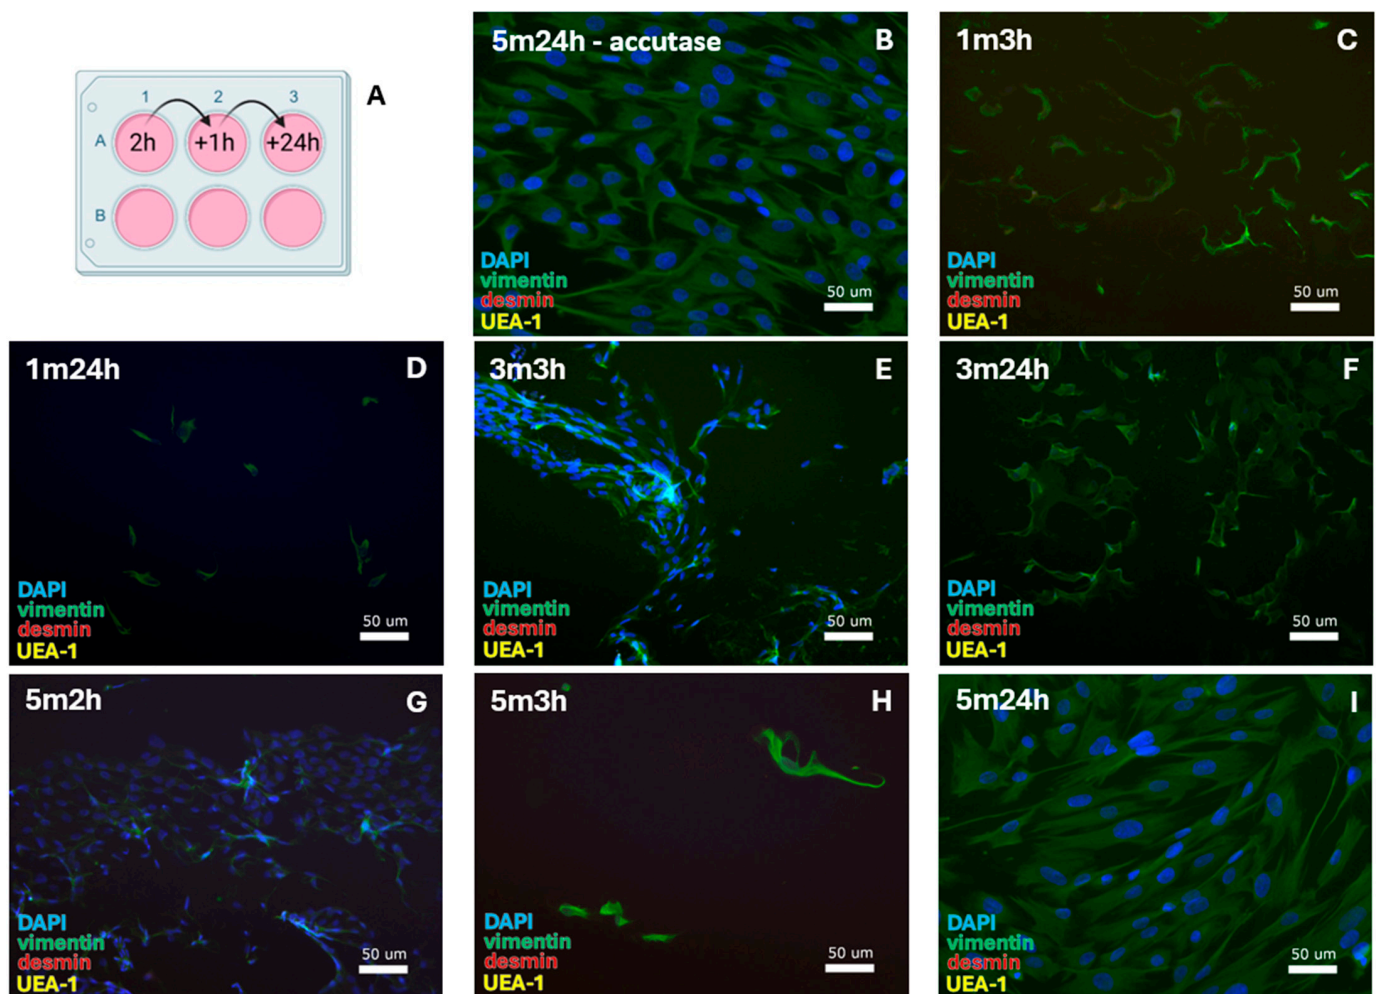 A
1 2 3
A 2h +1h +24h
B
5m24h - accutase B
DAPI
vimentin
desmin
UEA-1
50 um
1m3h C
DAPI
vimentin
desmin
UEA-1
50 um
1m24h D
DAPI
vimentin
desmin
UEA-1
50 um
3m3h E
DAPI
vimentin
desmin
UEA-1
50 um
3m24h F
DAPI
vimentin
desmin
UEA-1
50 um
5m2h G
DAPI
vimentin
desmin
UEA-1
50 um
5m3h H
DAPI
vimentin
desmin
UEA-1
50 um
5m24h I
DAPI
vimentin
desmin
UEA-1
50 um